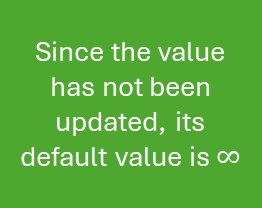 Since the value
has not been
updated, its
default value is ∞